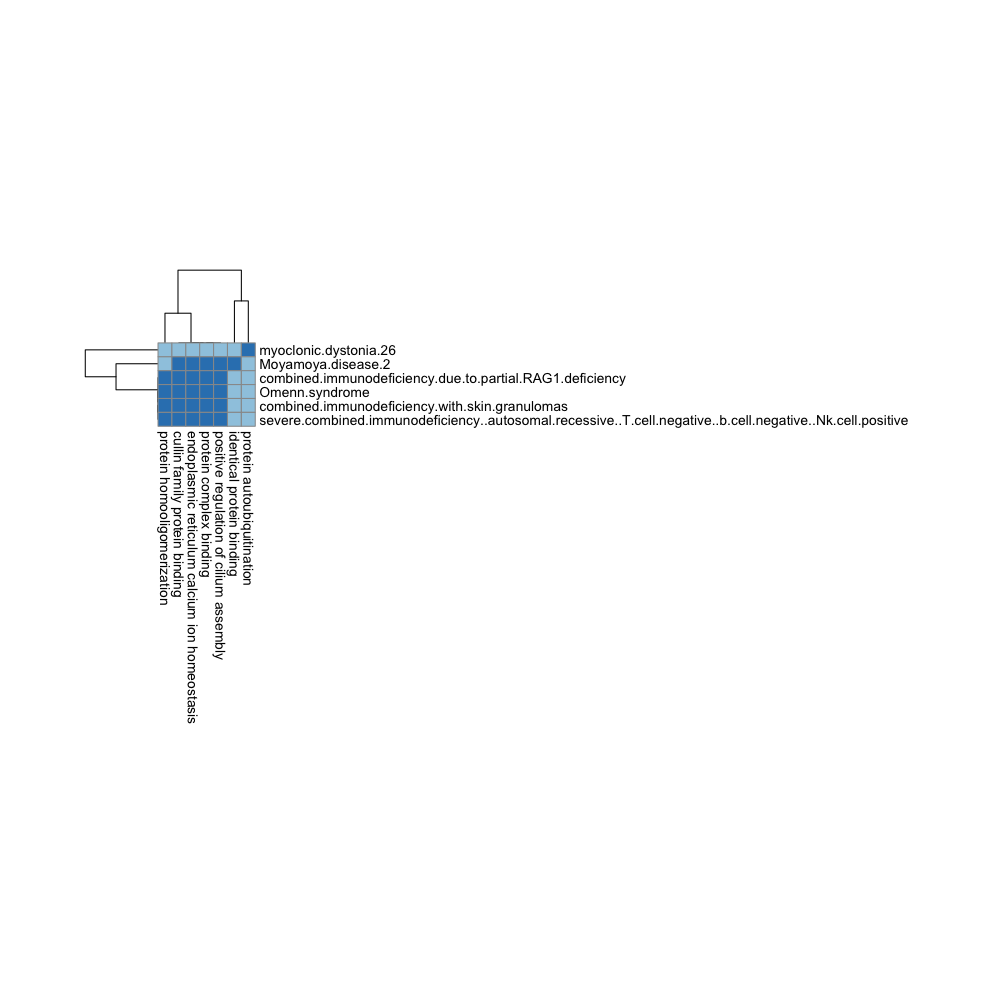 myoclonic.dystonia.26
Moyamoya.disease.2
combined.immunodeficiency.due.to.partial.RAG1.deficiency
Omenn.syndrome
combined.immunodeficiency.with.skin.granulomas
severe.combined.immunodeficiency..autosomal.recessive..T.cell.negative..b.cell.negative..Nk.cell.positive
protein homooligomerization
cullin family protein binding
endoplasmic reticulum calcium ion homeostasis
protein complex binding
positive regulation of cilium assembly
identical protein binding
protein autoubiquitination